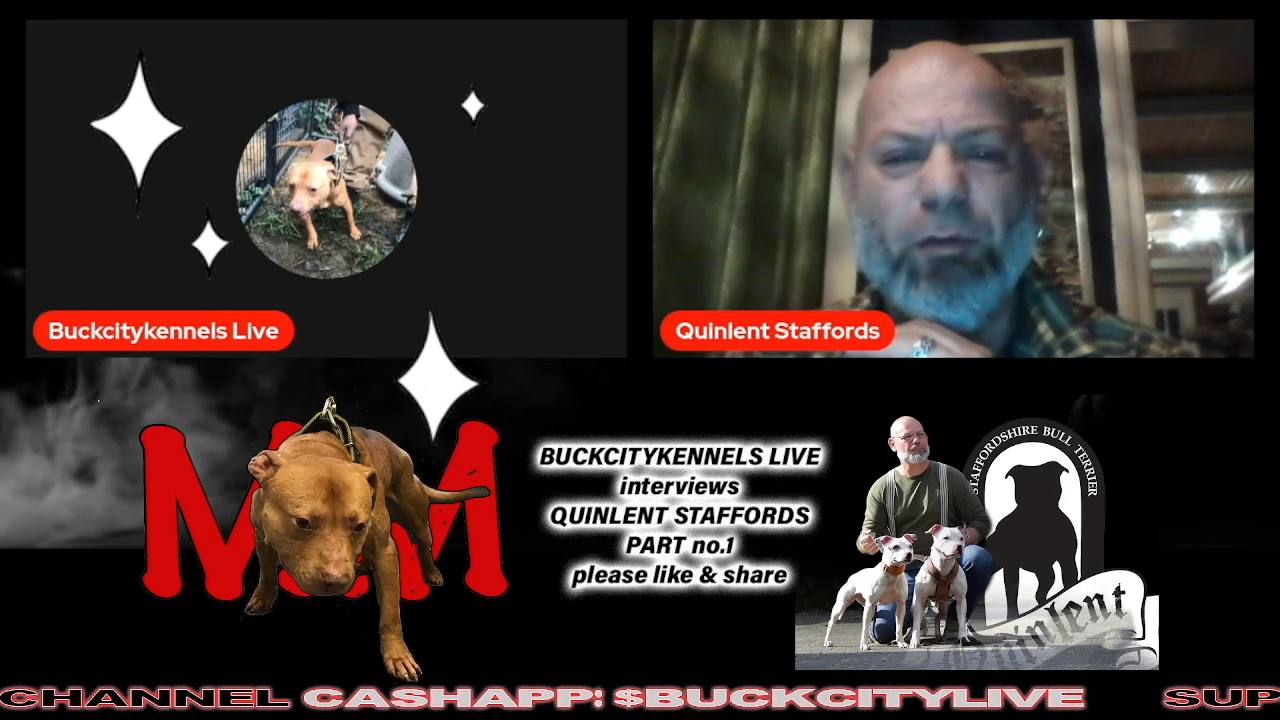 Buckcitykennels Live
Quinlent Staffords
BUCKCITYKENNELS LIVE
interviews
QUINLENT STAFFORDS
PART no.1
please like & share
STAFFORDSHIRE BULL TERRIER
Quinlent
CHANNEL CASHAPP: $BUCKCITYLIVE SUP